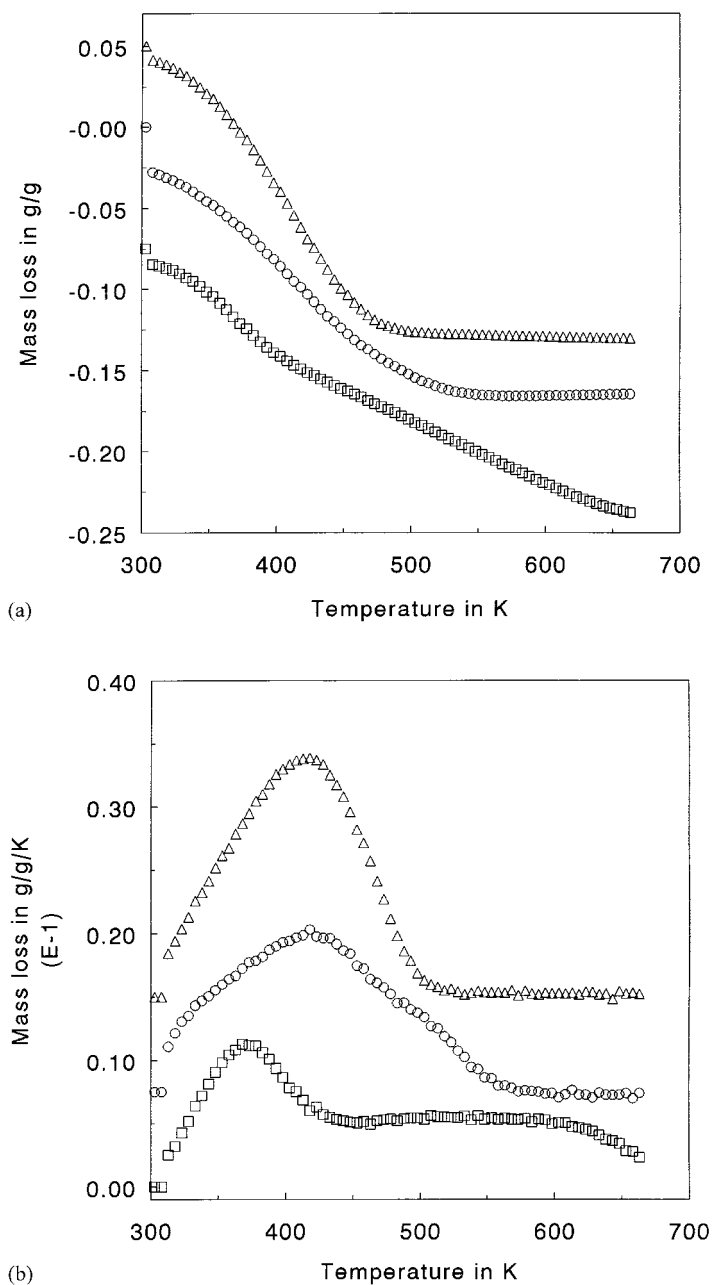 0.05
-0.00
-0.05
-0.10
-0.15
-0.20
-0.25
Mass loss in g/g
300 400 500 600 700
Temperature in K
(a)
0.40
0.30
0.20
0.10
0.00
Mass loss in g/g/K
(E-1)
300 400 500 600 700
Temperature in K
(b)